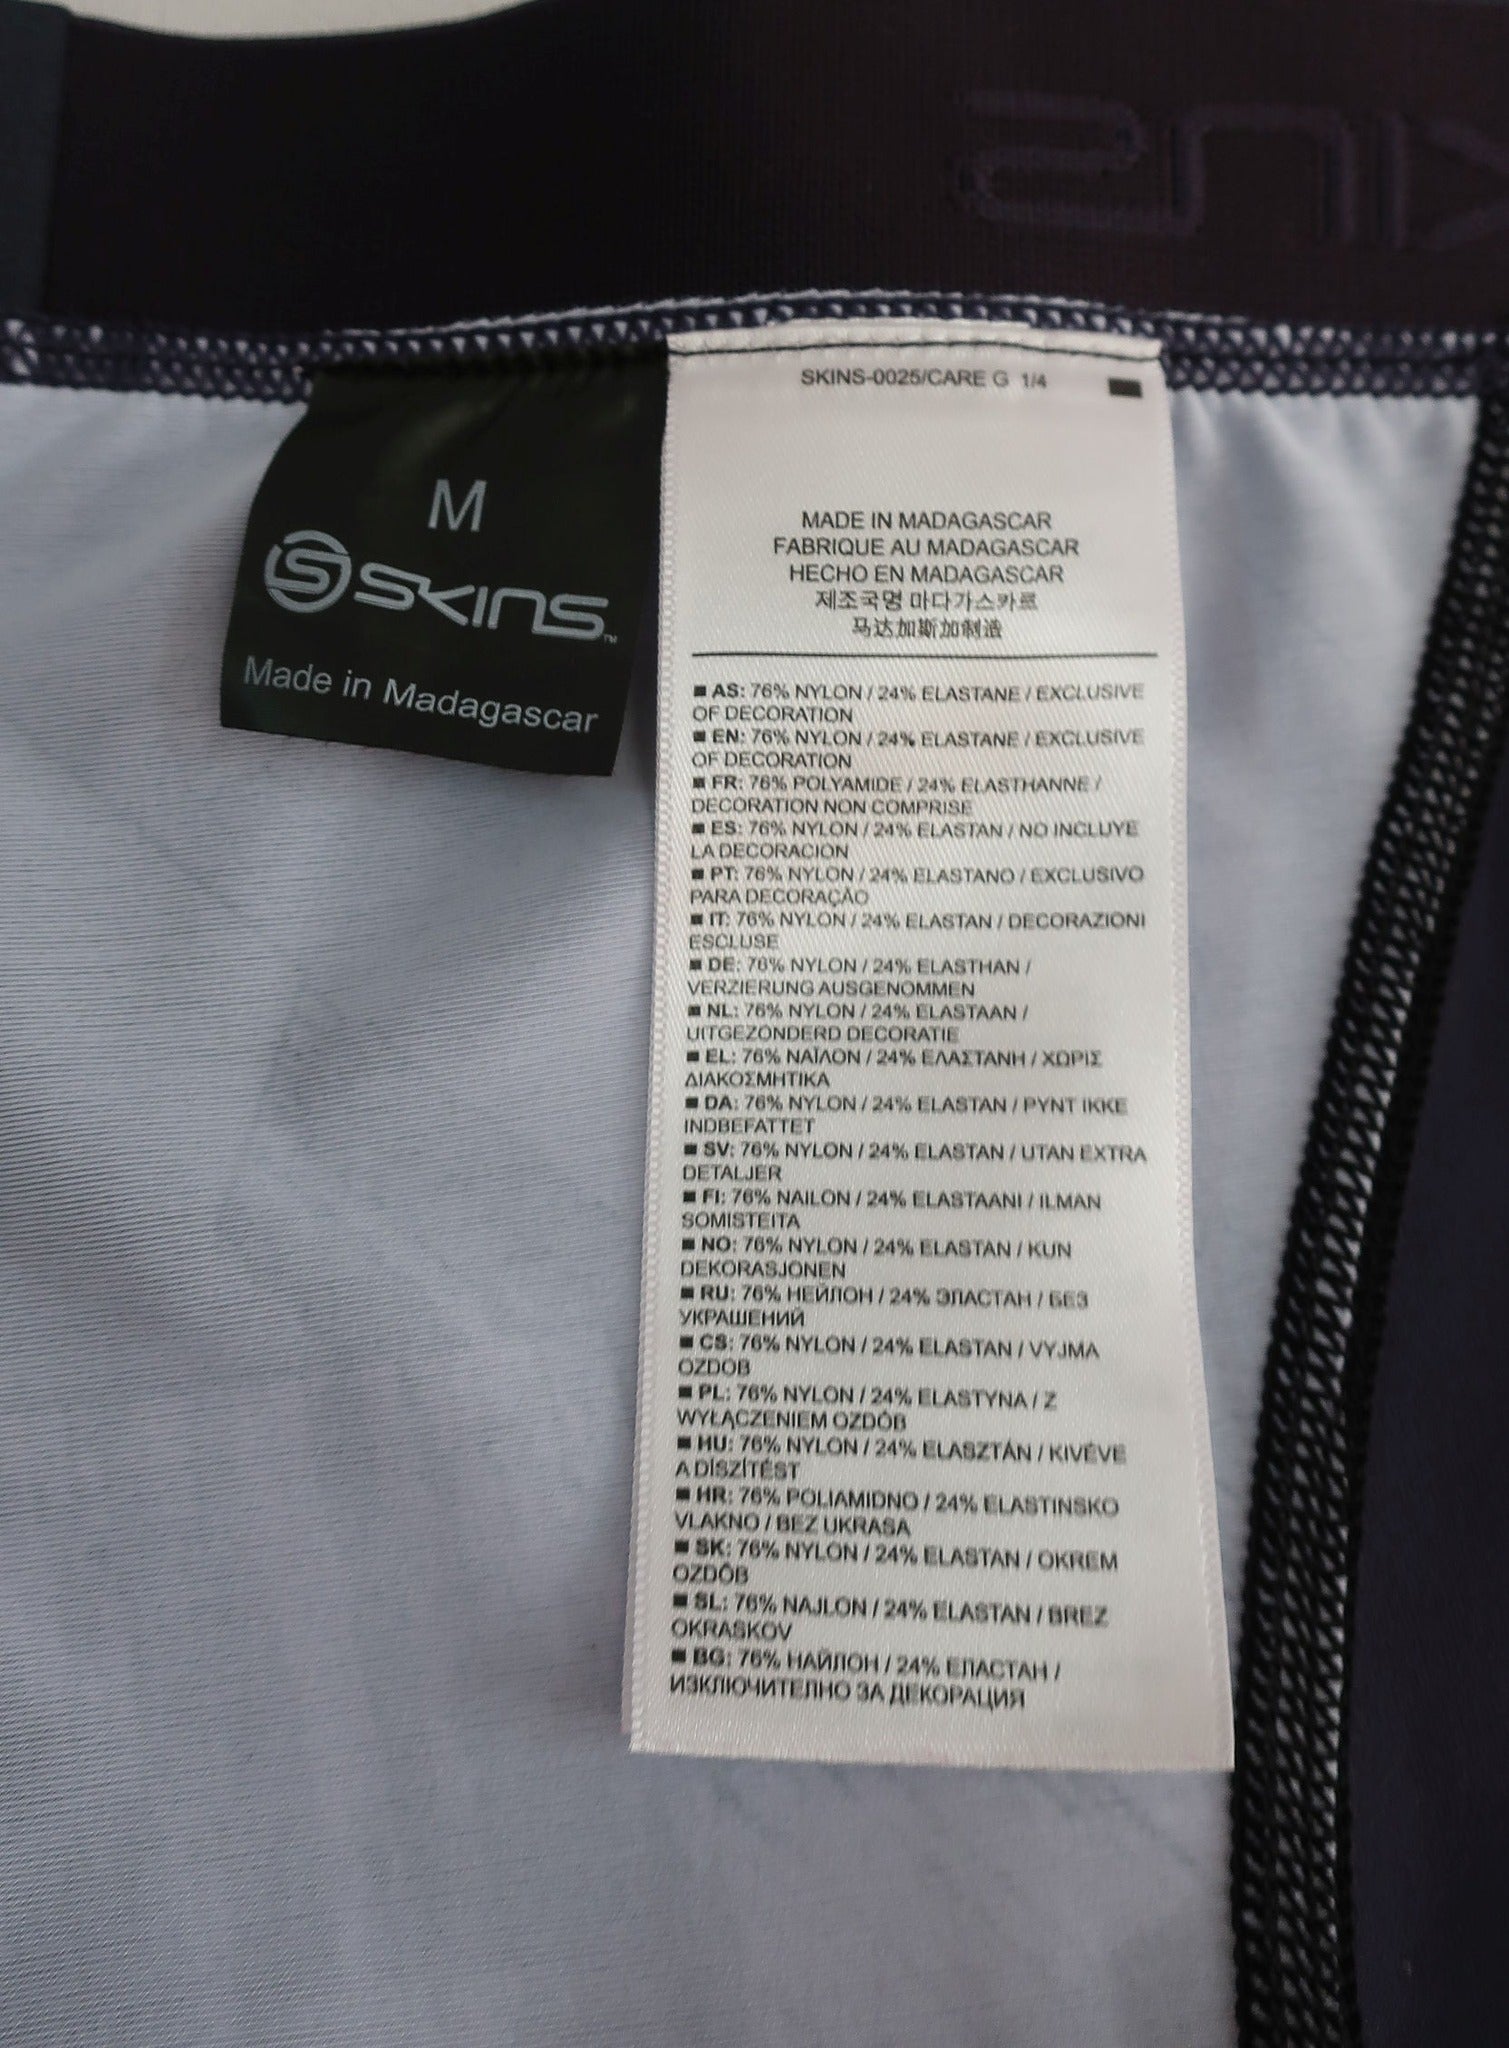 SKINS
M
SKINS™
Made in Madagascar
SKINS-0025/CARE G 1/4
MADE IN MADAGASCAR
FABRIQUE AU MADAGASCAR
HECHO EN MADAGASCAR
제조국명 마다가스카르
马达加斯加制造
■ AS: 76% NYLON / 24% ELASTANE / EXCLUSIVE
OF DECORATION
■ EN: 76% NYLON / 24% ELASTANE / EXCLUSIVE
OF DECORATION
■ FR: 76% POLYAMIDE / 24% ELASTHANNE /
DECORATION NON COMPRISE
■ ES: 76% NYLON / 24% ELASTAN / NO INCLUYE
LA DECORACION
■ PT: 76% NYLON / 24% ELASTANO / EXCLUSIVO
PARA DECORAÇÃO
■ IT: 76% NYLON / 24% ELASTAN / DECORAZIONI
ESCLUSE
■ DE: 76% NYLON / 24% ELASTHAN /
VERZIERUNG AUSGENOMMEN
■ NL: 76% NYLON / 24% ELASTAAN /
UITGEZONDERD DECORATIE
■ EL: 76% ΝΑΪΛΟΝ / 24% ΕΛΑΣΤΑΝΗ / ΧΩΡΙΣ
ΔΙΑΚΟΣΜΗΤΙΚΑ
■ DA: 76% NYLON / 24% ELASTAN / PYNT IKKE
INDBEFATTET
■ SV: 76% NYLON / 24% ELASTAN / UTAN EXTRA
DETALJER
■ FI: 76% NAILON / 24% ELASTAANI / ILMAN
SOMISTEITA
■ NO: 76% NYLON / 24% ELASTAN / KUN
DEKORASJONEN
■ RU: 76% НЕЙЛОН / 24% ЭЛАСТАН / БЕЗ
УКРАШЕНИЙ
■ CS: 76% NYLON / 24% ELASTAN / VYJMA
OZDOB
■ PL: 76% NYLON / 24% ELASTYNA / Z
WYŁĄCZENIEM OZDÓB
■ HU: 76% NYLON / 24% ELASZTÁN / KIVÉVE
A DÍSZÍTÉST
■ HR: 76% POLIAMIDNO / 24% ELASTINSKO
VLAKNO / BEZ UKRASA
■ SK: 76% NYLON / 24% ELASTAN / OKREM
OZDÔB
■ SL: 76% NAJLON / 24% ELASTAN / BREZ
OKRASKOV
■ BG: 76% НАЙЛОН / 24% ЕЛАСТАН /
ИЗКЛЮЧИТЕЛНО ЗА ДЕКОРАЦИЯ